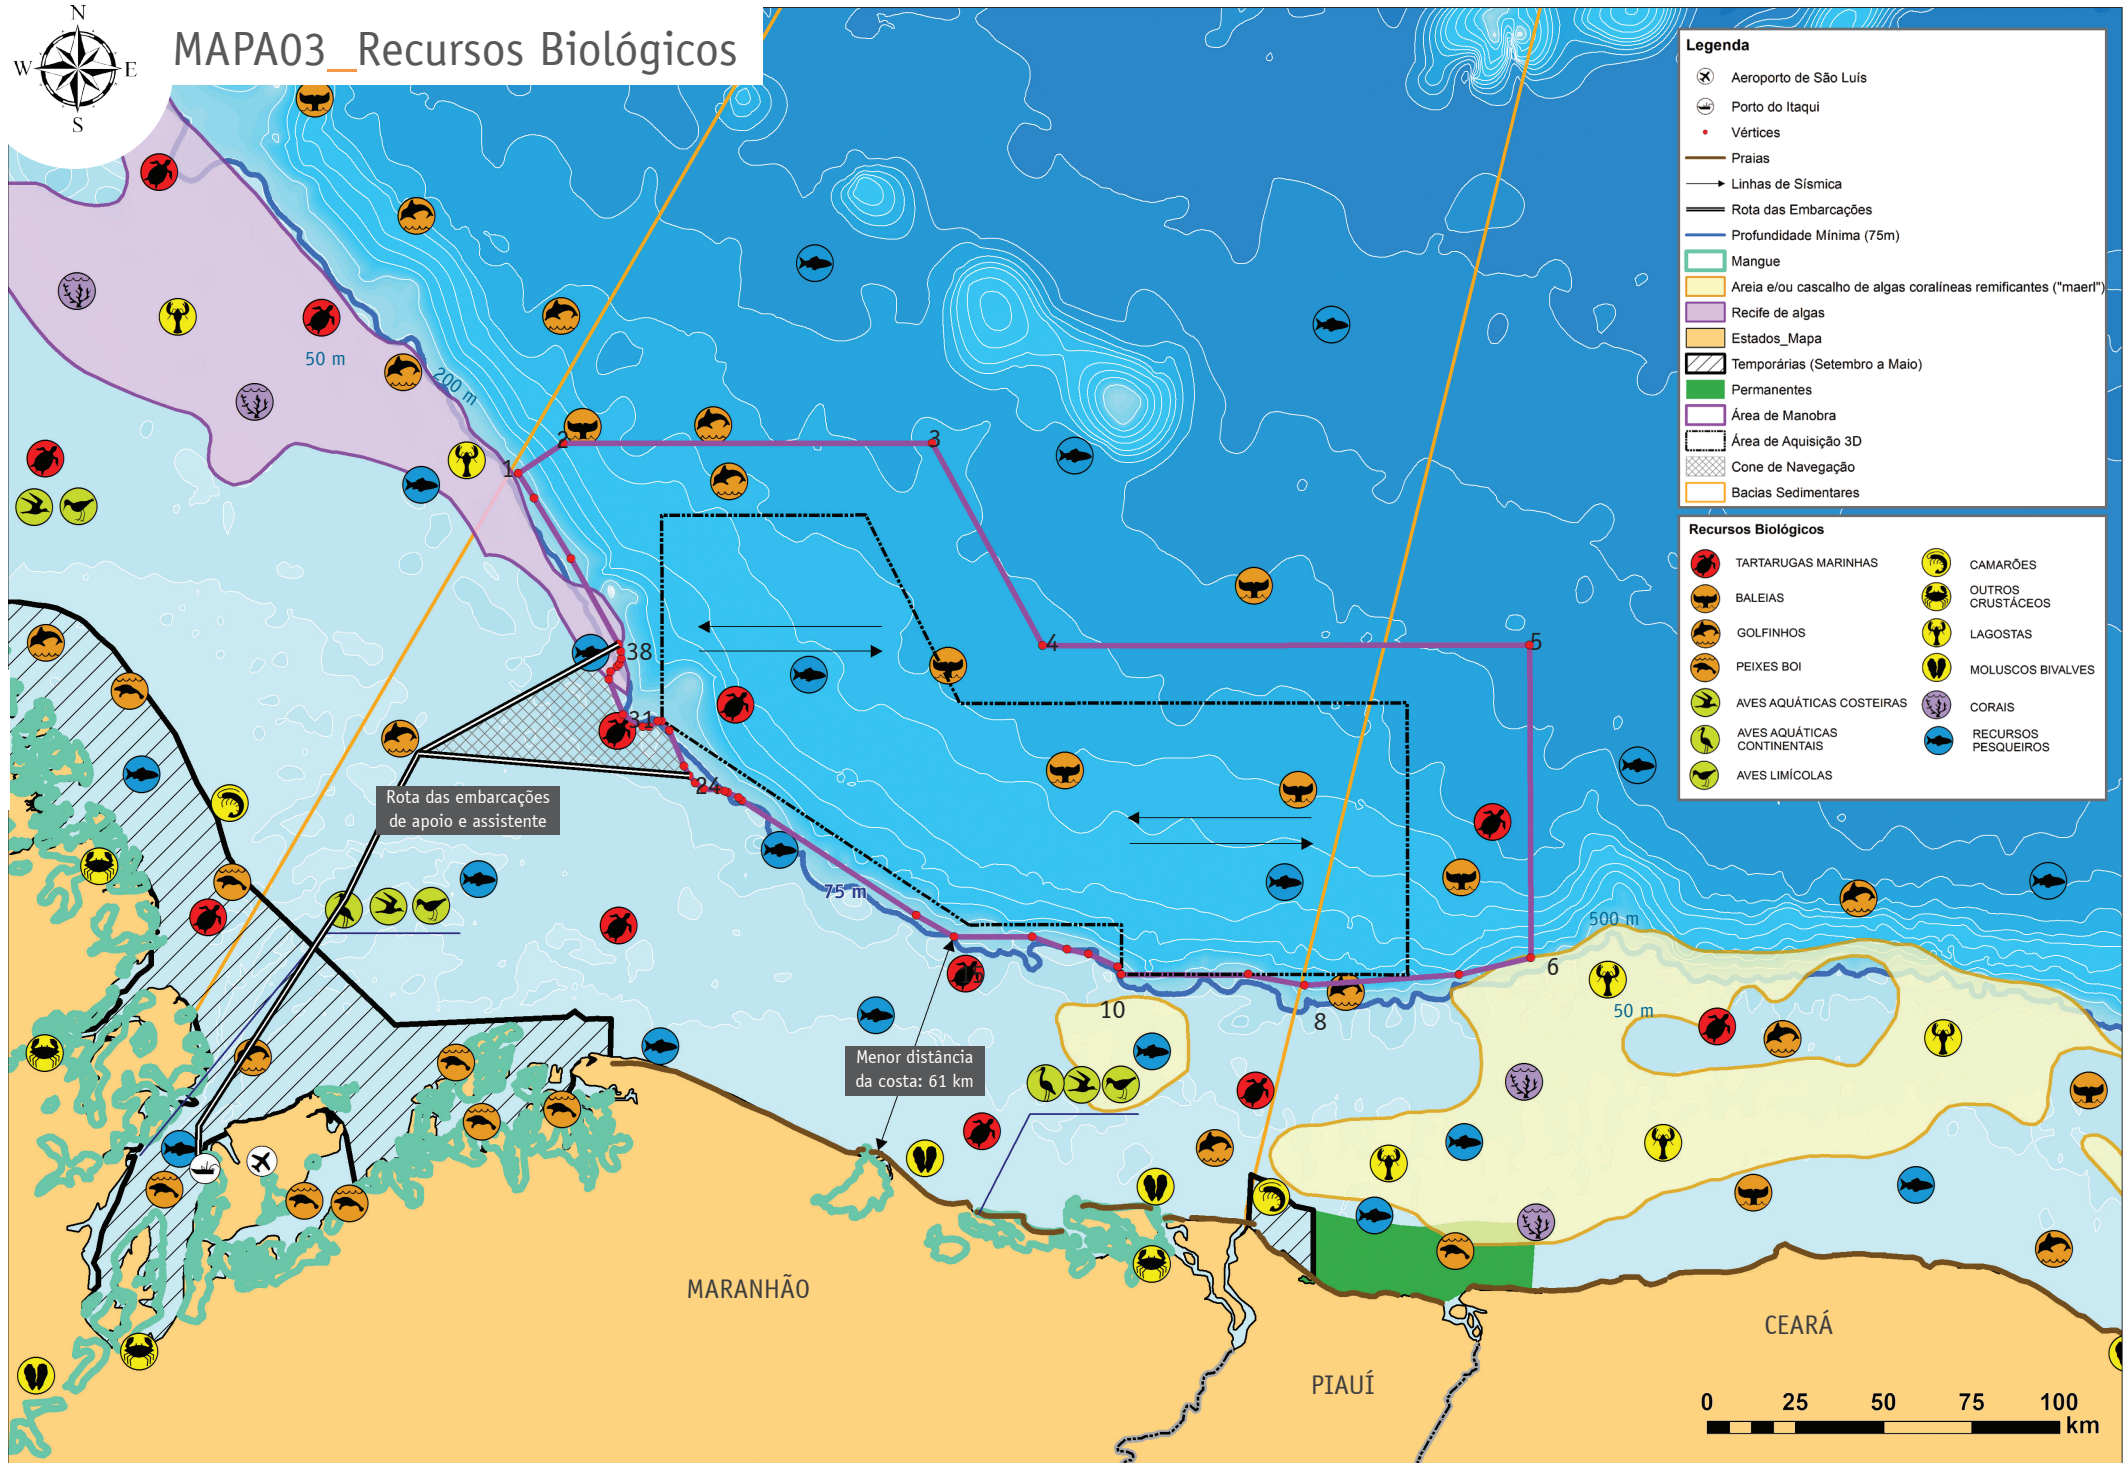 N
W
E
S
MAPA03_Recursos Biológicos
Legenda
Aeroporto de São Luís
Porto do Itaqui
Vértices
Praias
Linhas de Sísmica
Rota das Embarcações
Profundidade Mínima (75m)
Mangue
Areia e/ou cascalho de algas coralíneas remificantes ("maerl")
Recife de algas
Estados_Mapa
Temporárias (Setembro a Maio)
Permanentes
Área de Manobra
Área de Aquisição 3D
Cone de Navegação
Bacias Sedimentares
Recursos Biológicos
TARTARUGAS MARINHAS
BALEIAS
GOLFINHOS
PEIXES BOI
AVES AQUÁTICAS COSTEIRAS
AVES AQUÁTICAS
CONTINENTAIS
AVES LIMÍCOLAS
CAMARÕES
OUTROS
CRUSTÁCEOS
LAGOSTAS
MOLUSCOS BIVALVES
CORAIS
RECURSOS
PESQUEIROS
50 m
200 m
1
2
3
4
5
38
31
24
Rota das embarcações
de apoio e assistente
75 m
500 m
6
50 m
10
8
Menor distância
da costa: 61 km
MARANHÃO
PIAUÍ
CEARÁ
0 25 50 75 100
km